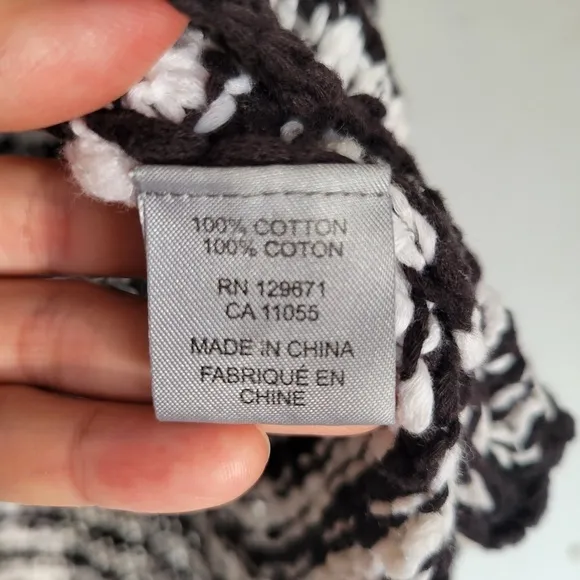 100% COTTON
100% COTON
RN 129671
CA 11055
MADE IN CHINA
FABRIQUÉ EN
CHINE